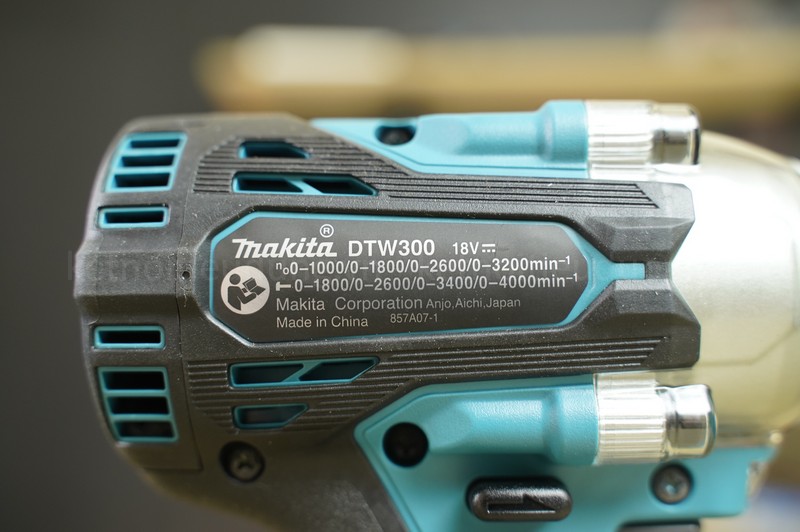 makita® DTW300 18V⎓
n₀0-1000/0-1800/0-2600/0-3200min⁻¹
0-1800/0-2600/0-3400/0-4000min⁻¹
Makita Corporation Anjo,Aichi,Japan
Made in China 857A07-1